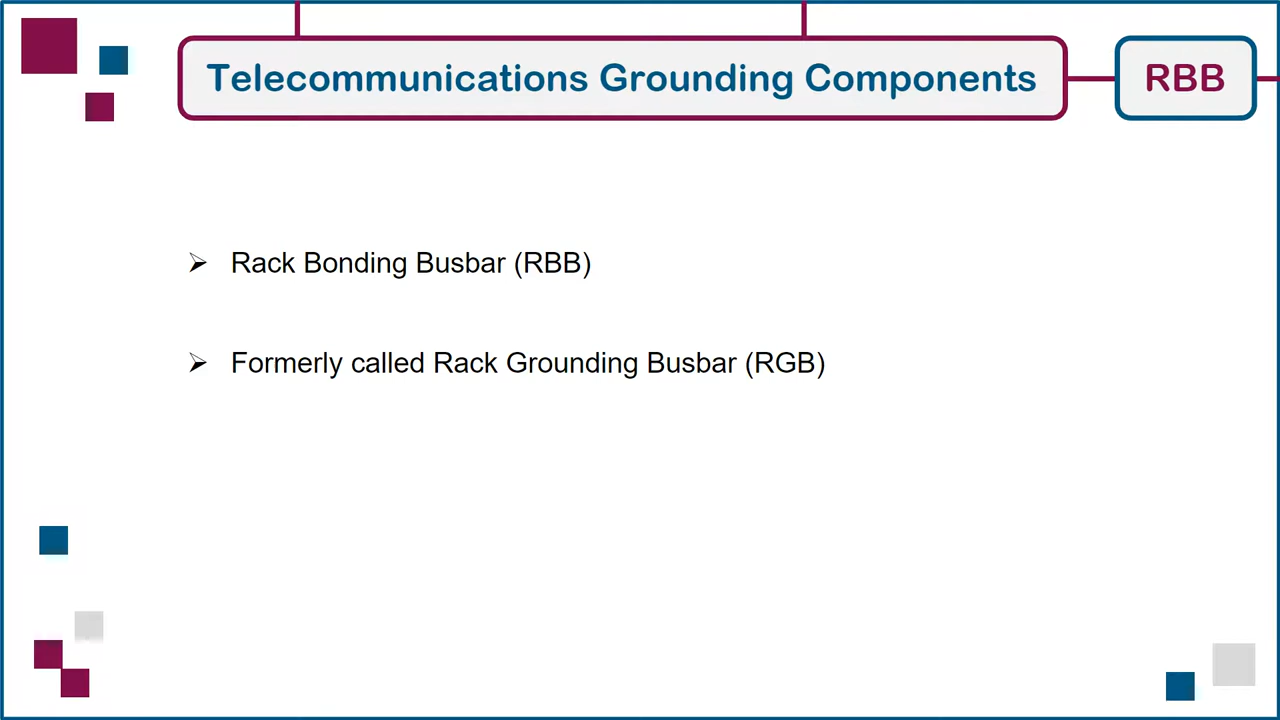 Telecommunications Grounding Components
RBB
Rack Bonding Busbar (RBB)
Formerly called Rack Grounding Busbar (RGB)